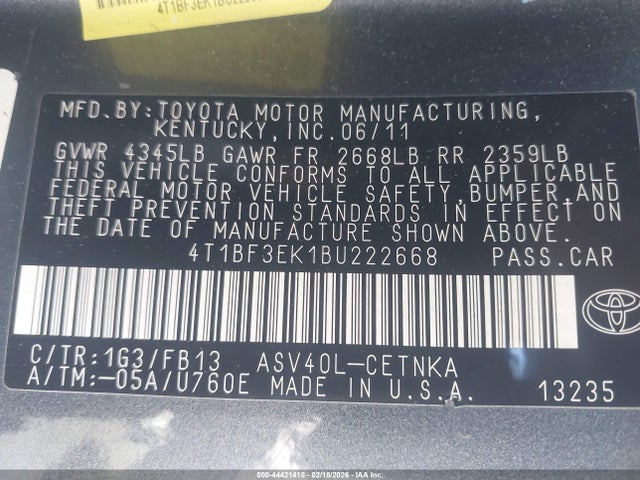 4T1BF3EK1BU222
MFD.BY:TOYOTA MOTOR MANUFACTURING,
KENTUCKY,INC.06/11
GVWR 4345LB GAWR FR 2668LB RR 2359LB
THIS VEHICLE CONFORMS TO ALL APPLICABLE
FEDERAL MOTOR VEHICLE SAFETY,BUMPER,AND
THEFT PREVENTION STANDARDS IN EFFECT ON
THE DATE OF MANUFACTURE SHOWN ABOVE.
4T1BF3EK1BU222668 PASS.CAR
C/TR:1G3/FB13 ASV40L-CETNKA
A/TM:-05A/U760E MADE IN U.S.A. 13235
000-44421418 - 02/18/2026 - IAA, Inc.